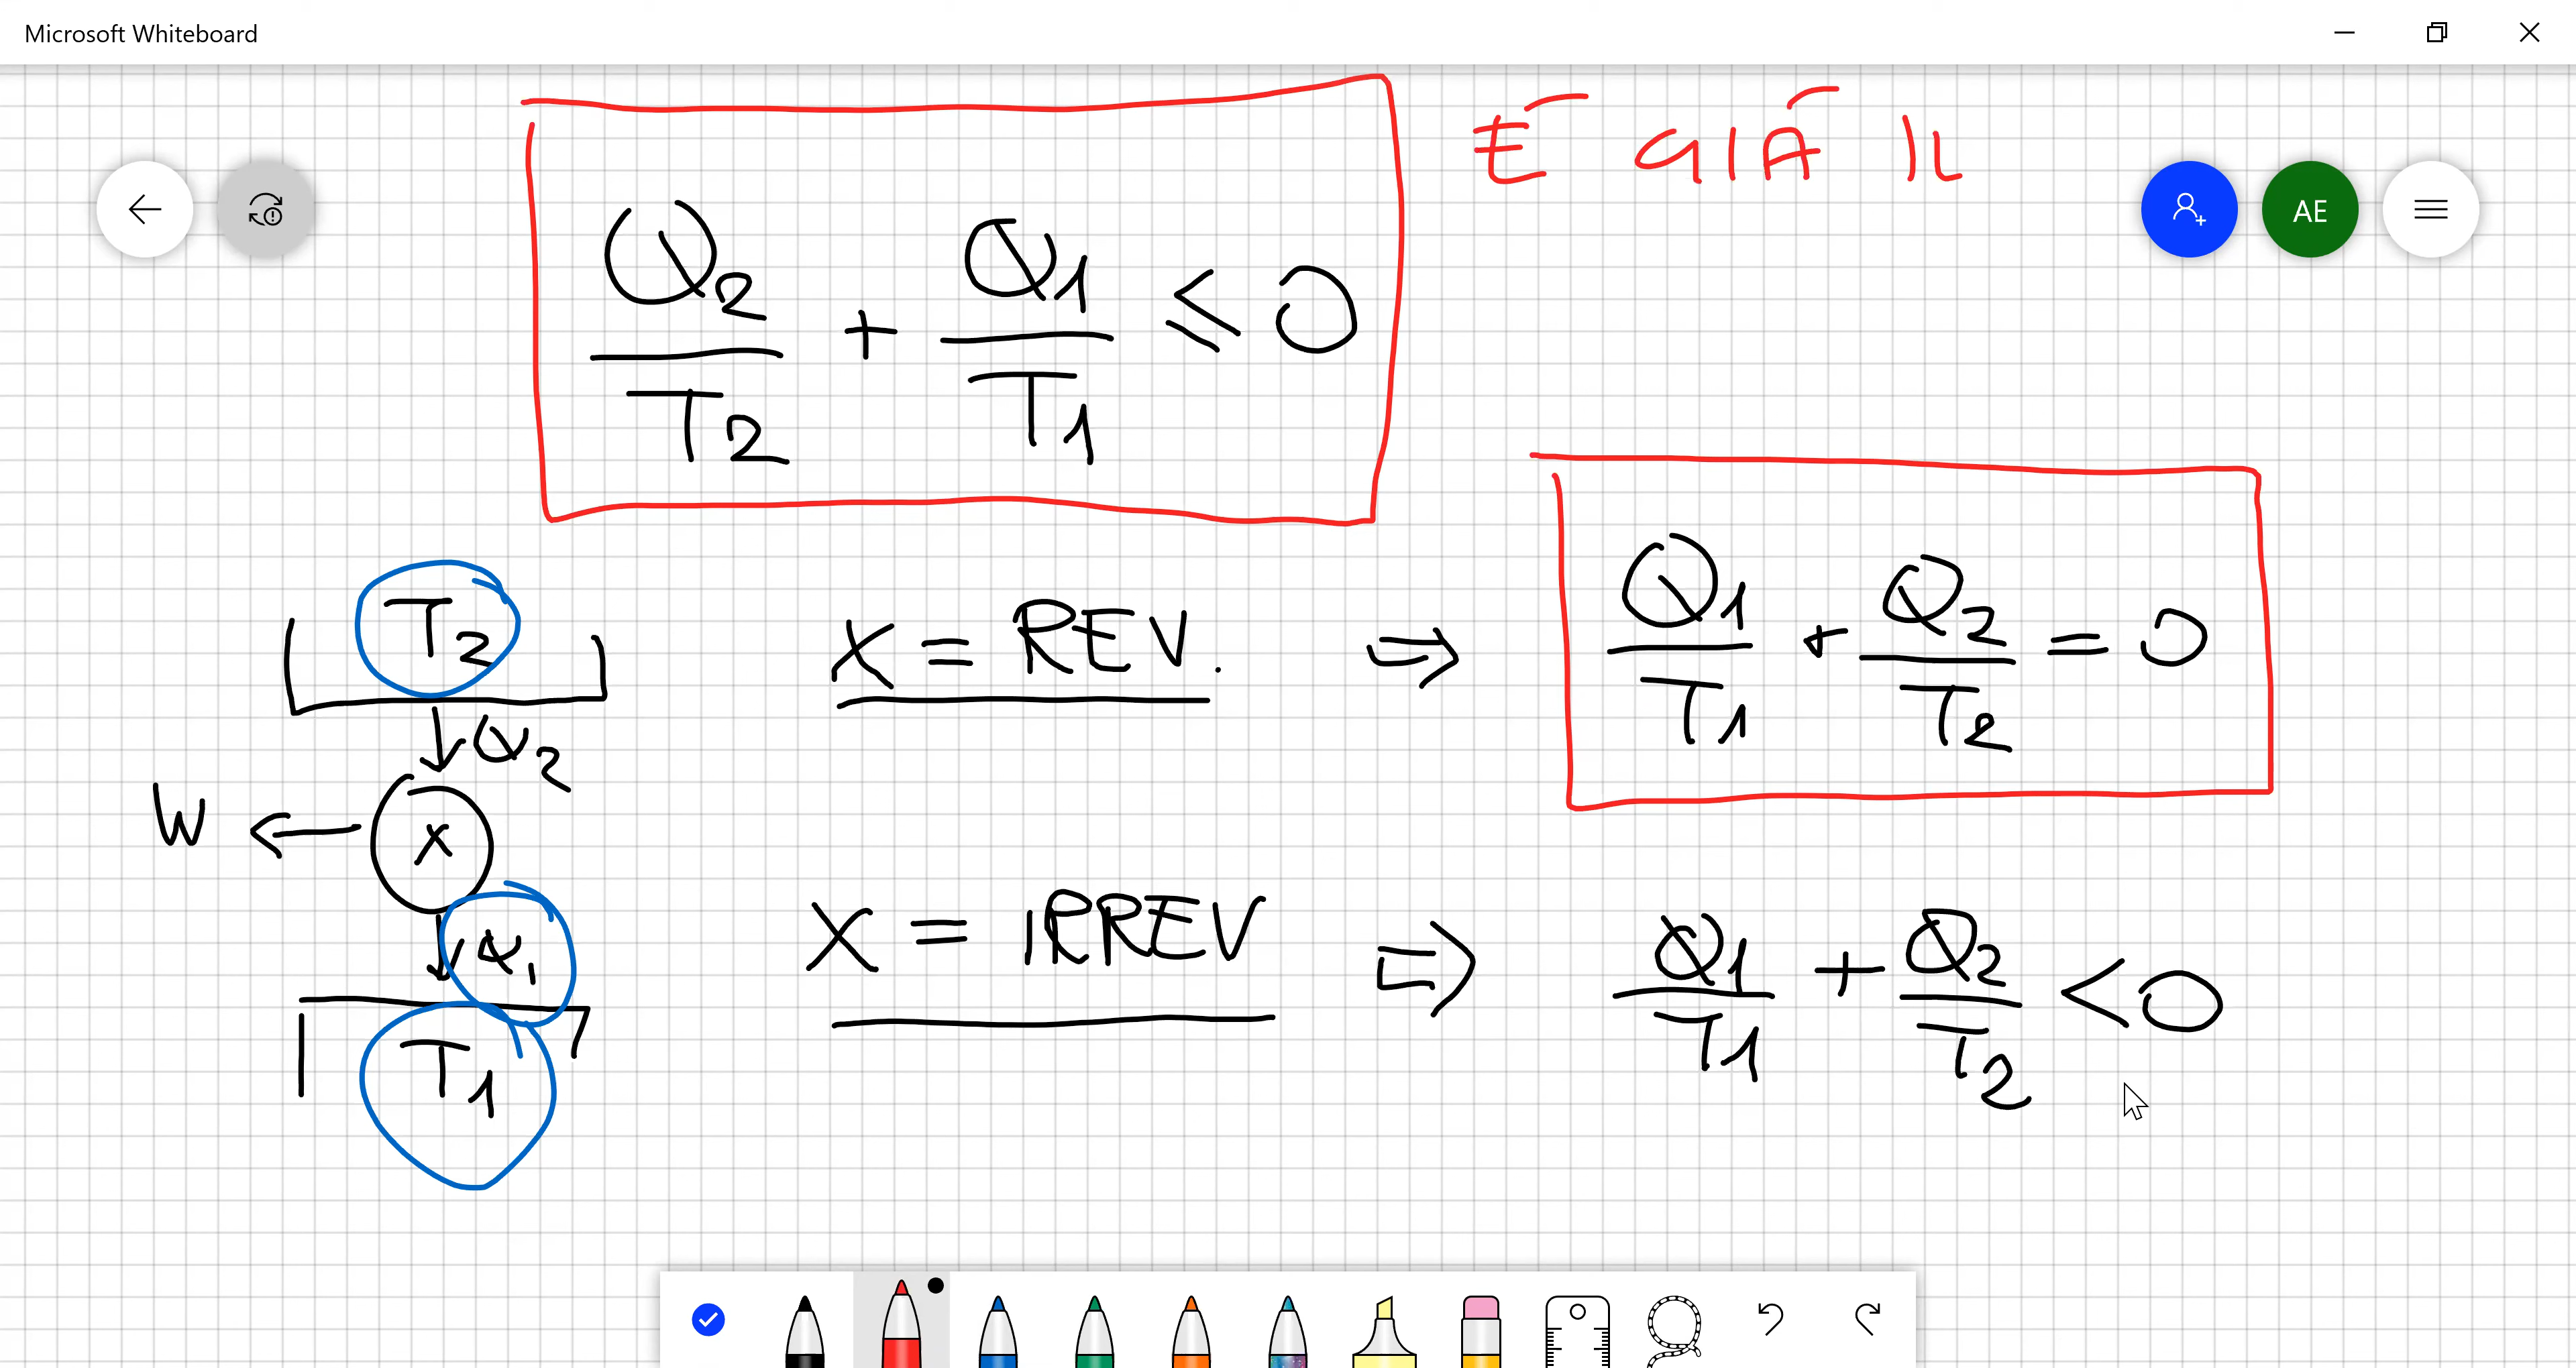 Microsoft Whiteboard
È GIÀ IL
Q2/T2 + Q1/T1 ≤ 0
AE
T2
X = REV. ⇒ Q1/T1 + Q2/T2 = 0
Q2
W ← X
Q1
X = IRREV ⇒ Q1/T1 + Q2/T2 < 0
T1